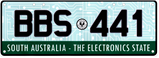 BBS 441
SOUTH AUSTRALIA - THE ELECTRONICS STATE